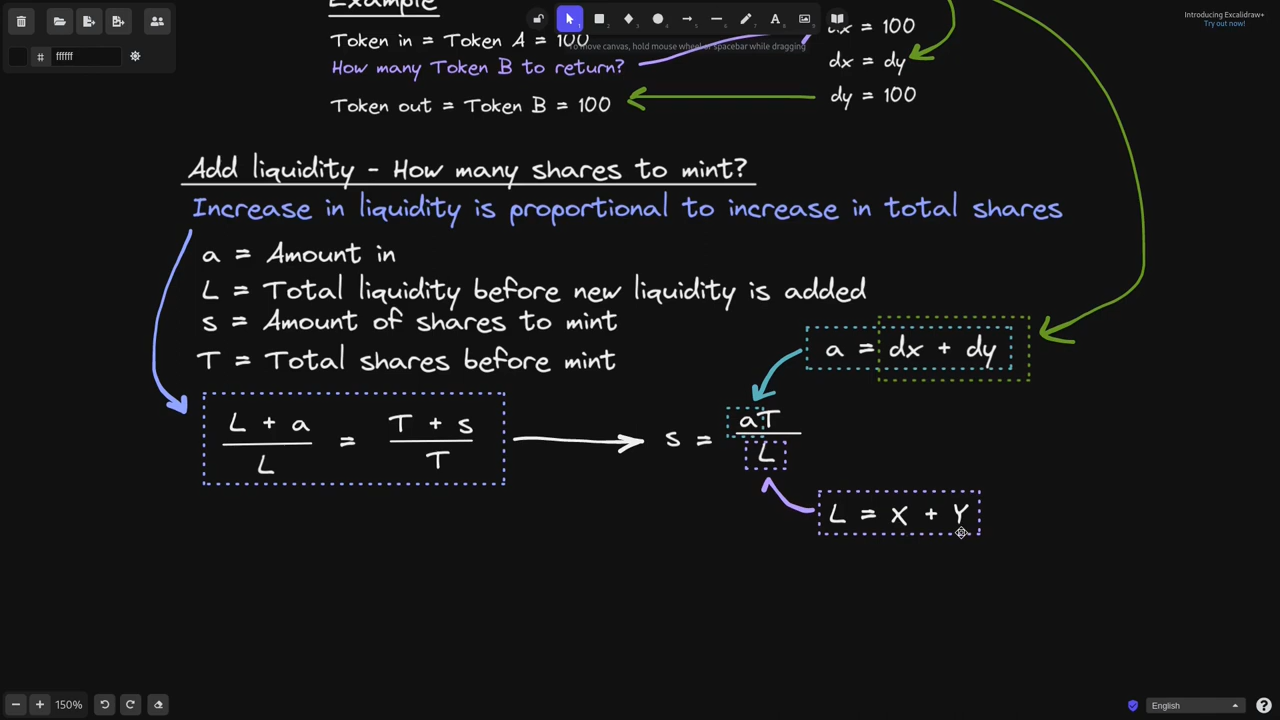 Introducing Excalidraw+
Try out now!
# ffffff
To move canvas, hold mouse wheel or spacebar while dragging
Example
Token in = Token A = 100
How many Token B to return?
Token out = Token B = 100
dx = 100
dx = dy
dy = 100
Add liquidity - How many shares to mint?
Increase in liquidity is proportional to increase in total shares
a = Amount in
L = Total liquidity before new liquidity is added
s = Amount of shares to mint
T = Total shares before mint
a = dx + dy
L + a / L = T + s / T
s = aT / L
L = X + Y
150%
English